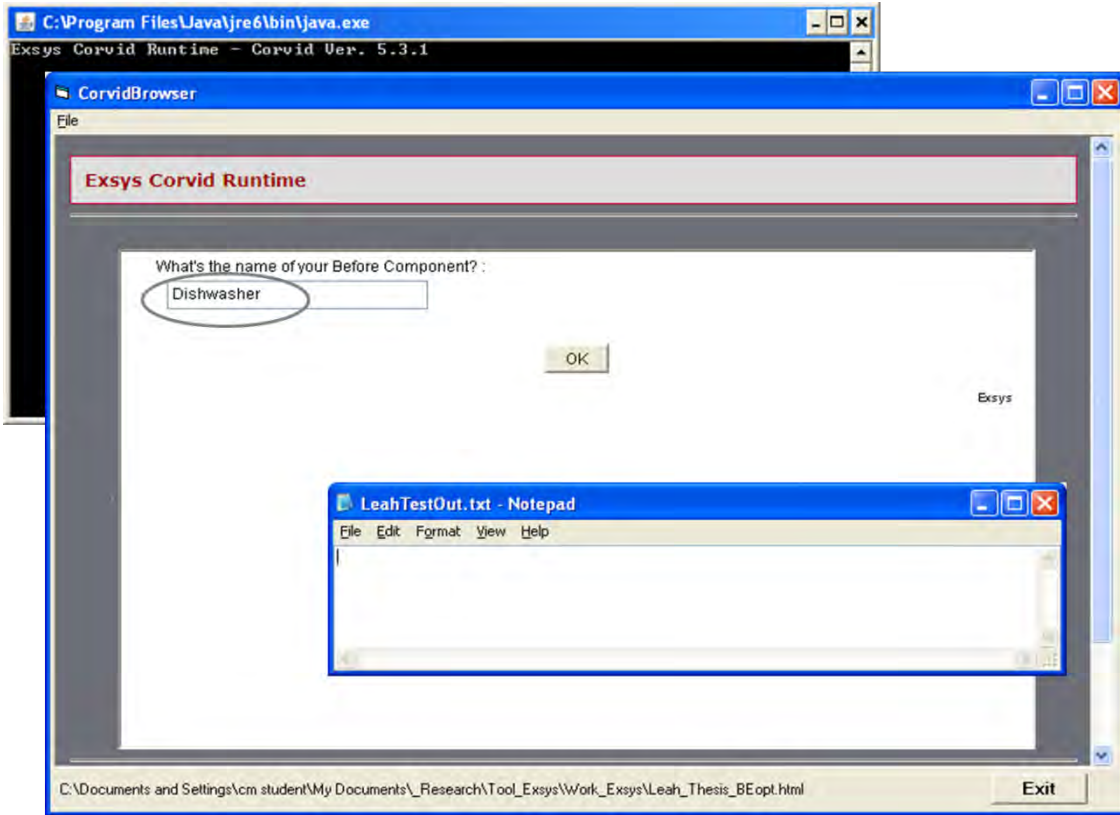 C:\Program Files\Java\jre6\bin\java.exe
Exsys Corvid Runtime - Corvid Ver. 5.3.1
CorvidBrowser
File
Exsys Corvid Runtime
What's the name of your Before Component? :
Dishwasher
OK
Exsys
LeahTestOut.txt - Notepad
File Edit Format View Help
C:\Documents and Settings\cm student\My Documents\_Research\Tool_Exsys\Work_Exsys\Leah_Thesis_BEopt.html
Exit